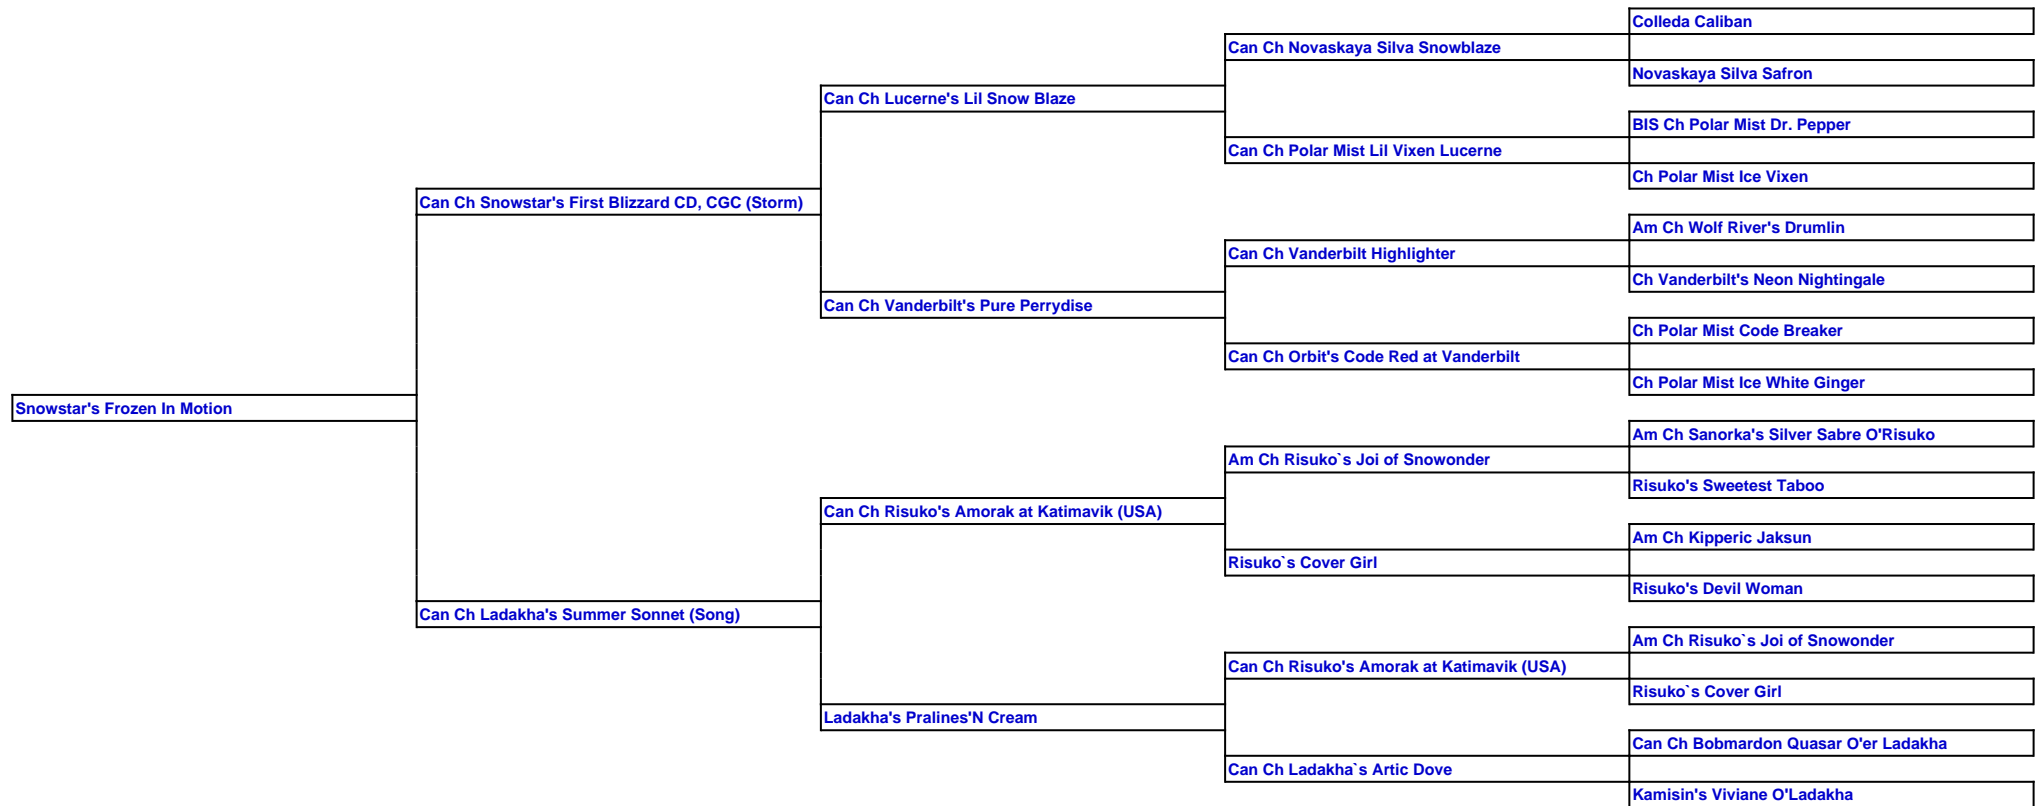 Colleda Caliban
Can Ch Novaskaya Silva Snowblaze
Novaskaya Silva Safron
Can Ch Lucerne's Lil Snow Blaze
BIS Ch Polar Mist Dr. Pepper
Can Ch Polar Mist Lil Vixen Lucerne
Ch Polar Mist Ice Vixen
Can Ch Snowstar's First Blizzard CD, CGC (Storm)
Am Ch Wolf River's Drumlin
Can Ch Vanderbilt Highlighter
Ch Vanderbilt's Neon Nightingale
Can Ch Vanderbilt's Pure Perrydise
Ch Polar Mist Code Breaker
Can Ch Orbit's Code Red at Vanderbilt
Ch Polar Mist Ice White Ginger
Snowstar's Frozen In Motion
Am Ch Sanorka's Silver Sabre O'Risuko
Am Ch Risuko`s Joi of Snowonder
Risuko's Sweetest Taboo
Can Ch Risuko's Amorak at Katimavik (USA)
Am Ch Kipperic Jaksun
Risuko`s Cover Girl
Risuko's Devil Woman
Can Ch Ladakha's Summer Sonnet (Song)
Am Ch Risuko`s Joi of Snowonder
Can Ch Risuko's Amorak at Katimavik (USA)
Risuko`s Cover Girl
Ladakha's Pralines'N Cream
Can Ch Bobmardon Quasar O'er Ladakha
Can Ch Ladakha`s Artic Dove
Kamisin's Viviane O'Ladakha